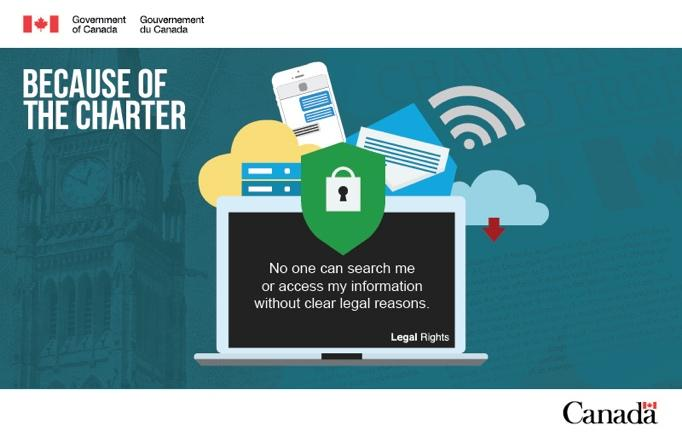 Government
of Canada
Gouvernement
du Canada
BECAUSE OF
THE CHARTER
No one can search me
or access my information
without clear legal reasons.
Legal Rights
Canada